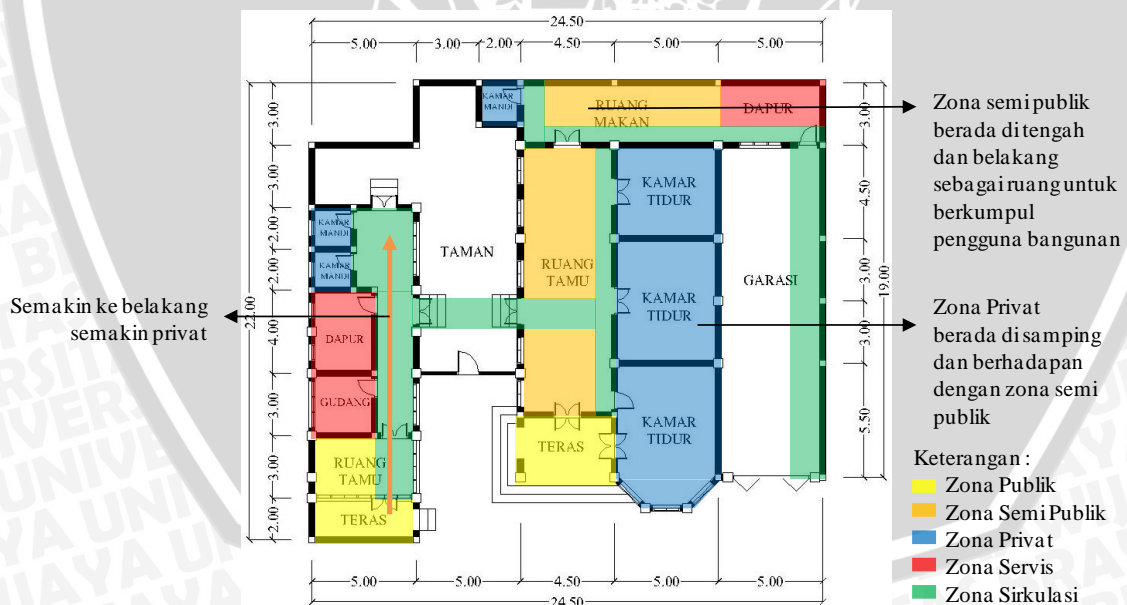 24.50
5.00 3.00 2.00 4.50 5.00 5.00
KAMAR
MANDI
RUANG
MAKAN
DAPUR
3.00
3.00
Zona semi publik
berada di tengah
dan belakang
sebagai ruang untuk
berkumpul
pengguna bangunan
3.00
KAMAR
TIDUR
4.50
KAMAR
MANDI
2.00
TAMAN
RUANG
TAMU
GARASI
KAMAR
MANDI
2.00
KAMAR
TIDUR
3.00
19.00
Semakin ke belakang
semakin privat
22.00
DAPUR
4.00
3.00
Zona Privat
berada disamping
dan berhadapan
dengan zona semi
publik
GUDANG
3.00
KAMAR
TIDUR
5.50
TERAS
RUANG
TAMU
3.00
TERAS
2.00
Keterangan :
Zona Publik
Zona Semi Publik
Zona Privat
Zona Servis
Zona Sirkulasi
5.00 5.00 4.50 5.00 5.00
24.50